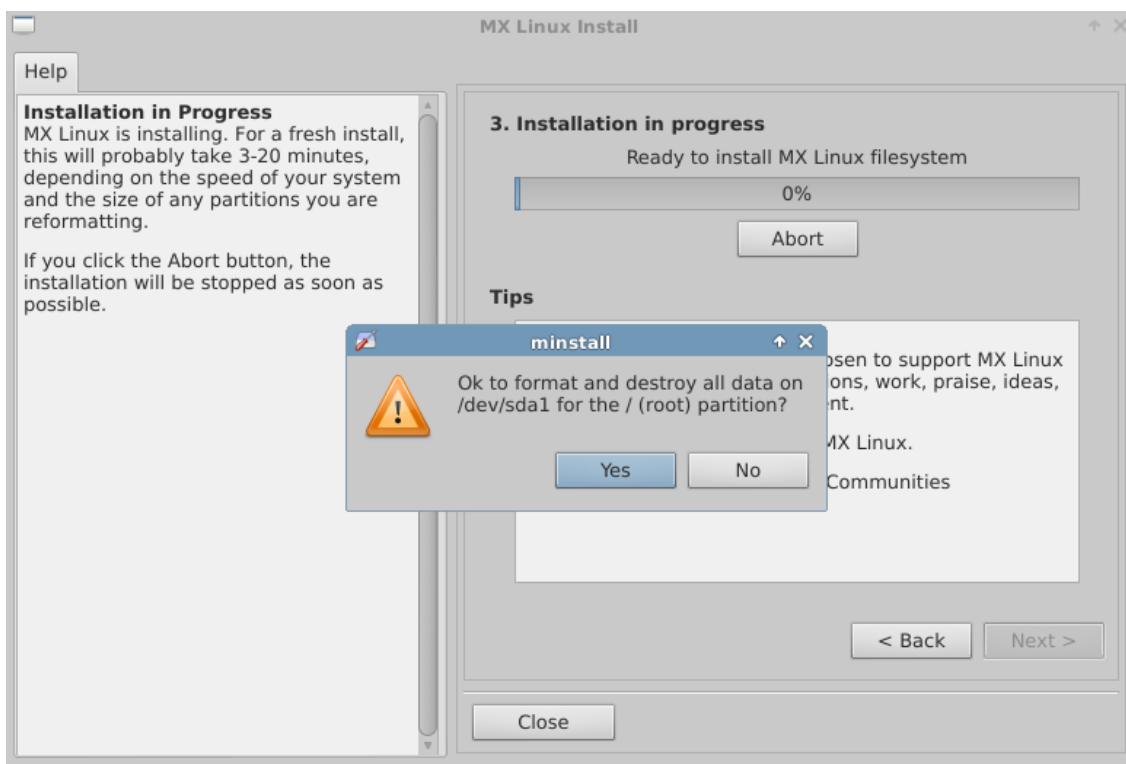 MX Linux Install
Help
Installation in Progress
MX Linux is installing. For a fresh install,
this will probably take 3-20 minutes,
depending on the speed of your system
and the size of any partitions you are
reformatting.
If you click the Abort button, the
installation will be stopped as soon as
possible.
3. Installation in progress
Ready to install MX Linux filesystem
0%
Abort
Tips
minstall
Ok to format and destroy all data on
/dev/sda1 for the / (root) partition?
Yes
No
to support MX Linux
work, praise, ideas,
MX Linux.
Communities
< Back
Next >
Close